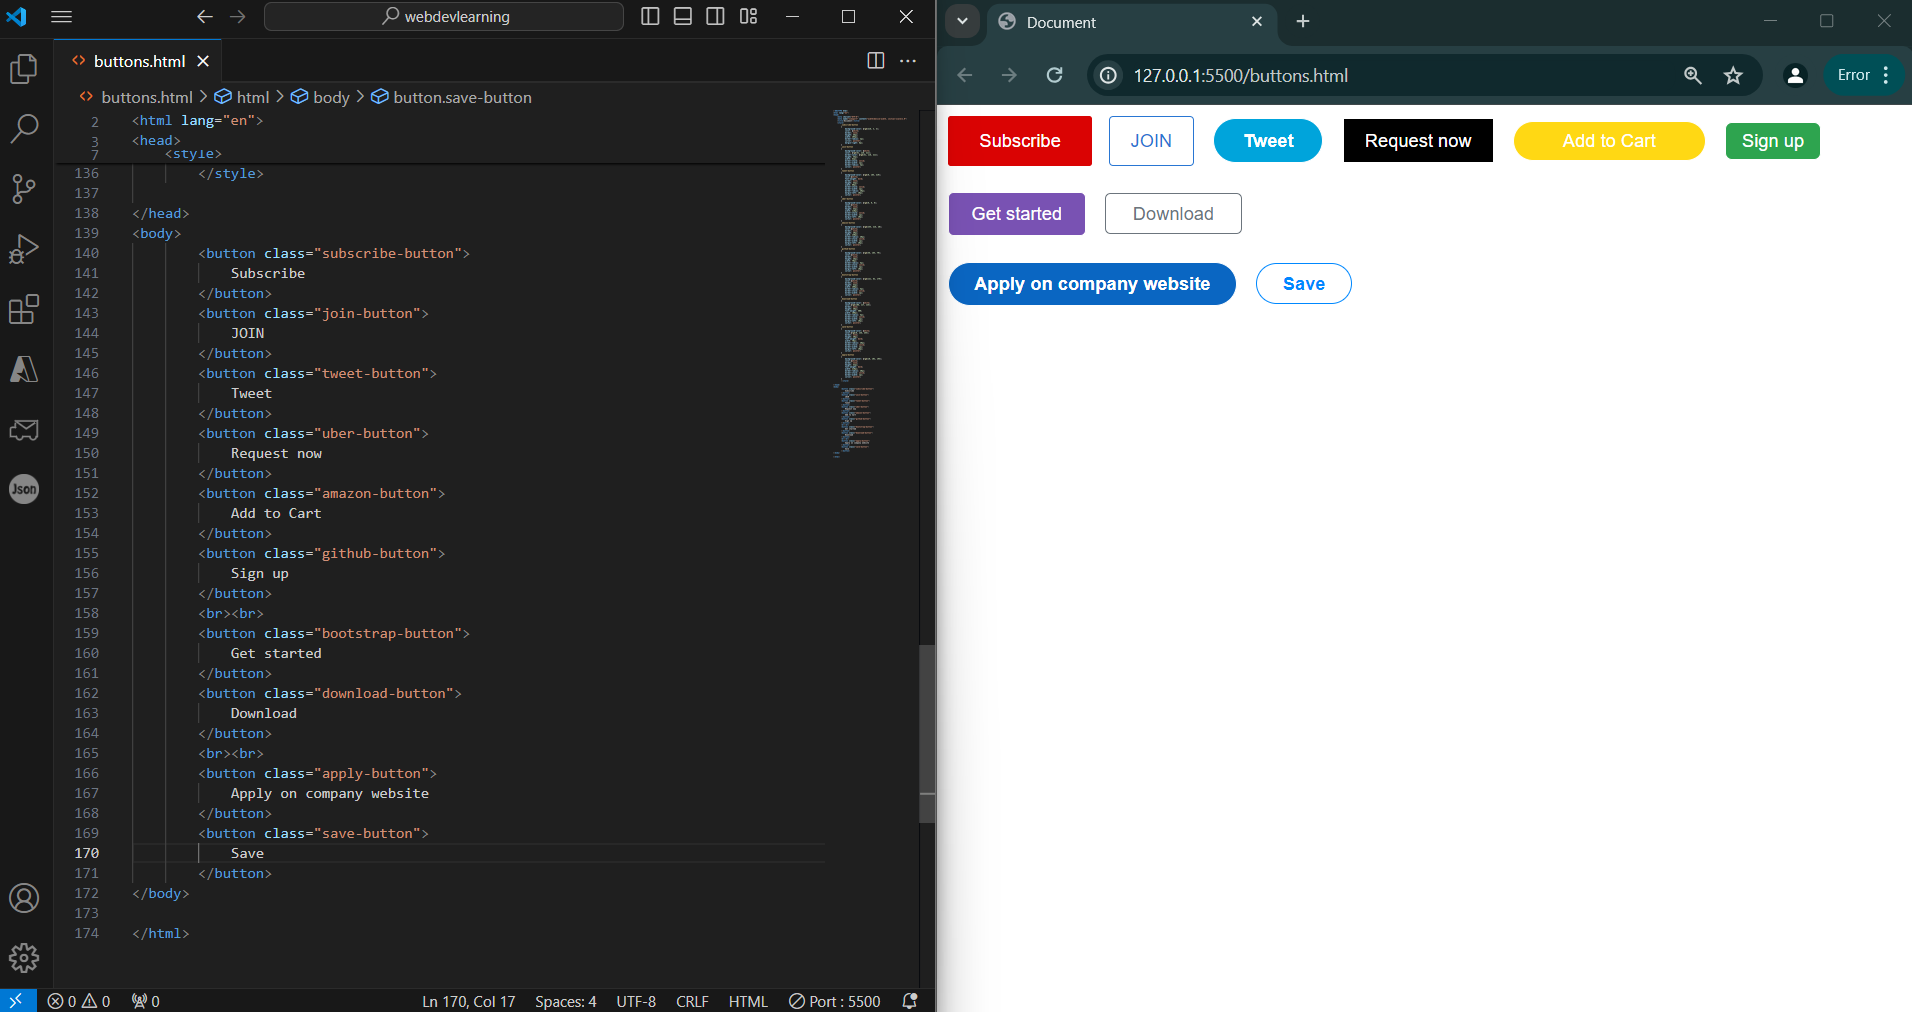 webdevlearning
buttons.html
buttons.html > html > body > button.save-button
2 <html lang="en">
3 <head>
7 <style>
136 </style>
137
138 </head>
139 <body>
140 <button class="subscribe-button">
141 Subscribe
142 </button>
143 <button class="join-button">
144 JOIN
145 </button>
146 <button class="tweet-button">
147 Tweet
148 </button>
149 <button class="uber-button">
150 Request now
151 </button>
152 <button class="amazon-button">
153 Add to Cart
154 </button>
155 <button class="github-button">
156 Sign up
157 </button>
158 <br><br>
159 <button class="bootstrap-button">
160 Get started
161 </button>
162 <button class="download-button">
163 Download
164 </button>
165 <br><br>
166 <button class="apply-button">
167 Apply on company website
168 </button>
169 <button class="save-button">
170 Save
171 </button>
172 </body>
173
174 </html>
Json
0 0 0 Ln 170, Col 17 Spaces: 4 UTF-8 CRLF HTML Port : 5500
Document
127.0.0.1:5500/buttons.html Error
Subscribe JOIN Tweet Request now Add to Cart Sign up
Get started Download
Apply on company website Save